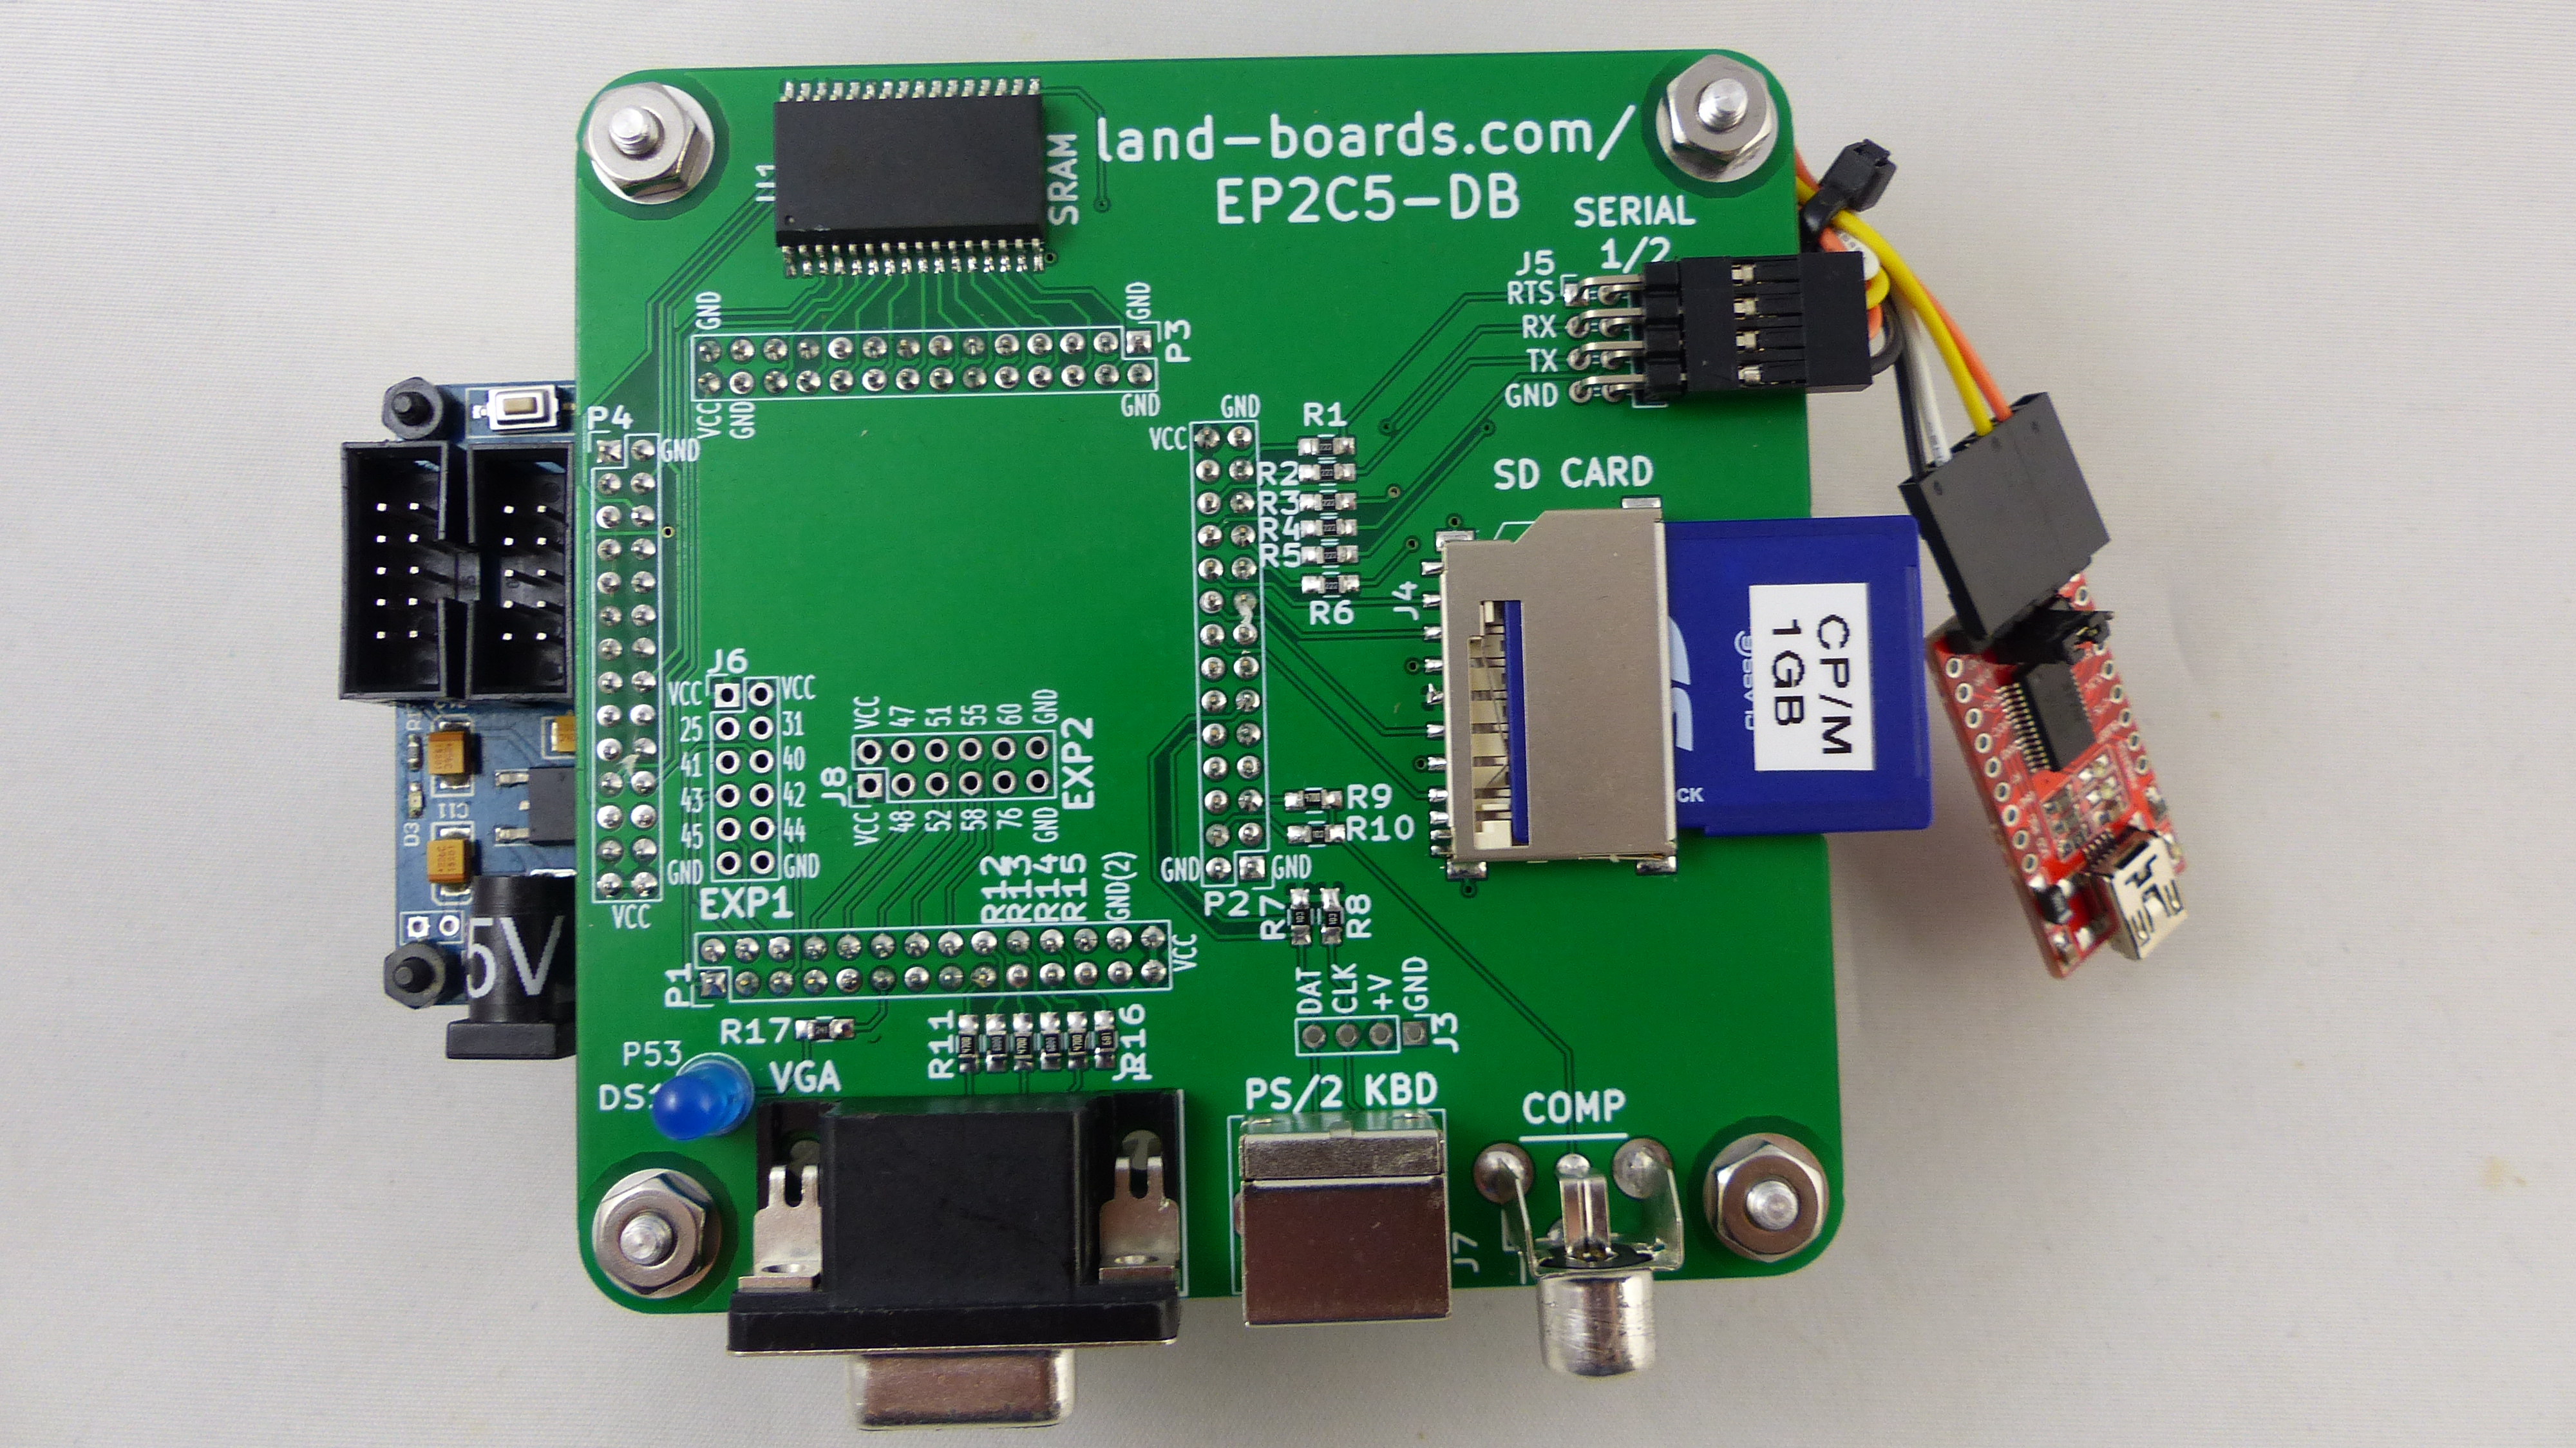 land-boards.com/
EP2C5-DB
U1
SRAM
SERIAL
1/2
J5
RTS
RX
TX
GND
GND
GND
P3
VCC
GND
GND
P4
GND
VCC
GND
R1
R2
R3
R4
R5
R6
SD CARD
J4
CP/M
1GB
CLASS
J6
VCC
VCC
25
31
41
40
43
42
45
44
GND
GND
EXP1
VCC
47
51
55
60
GND
J8
EXP2
VCC
48
52
58
76
GND
R9
R10
GND
GND
P2
R7
R8
VCC
R12
R13
R14
R15
GND(2)
VCC
P1
DAT
CLK
+V
GND
J3
R17
R11
R16
P53
DS1
VGA
PS/2 KBD
COMP
J7
D3
C11
5V